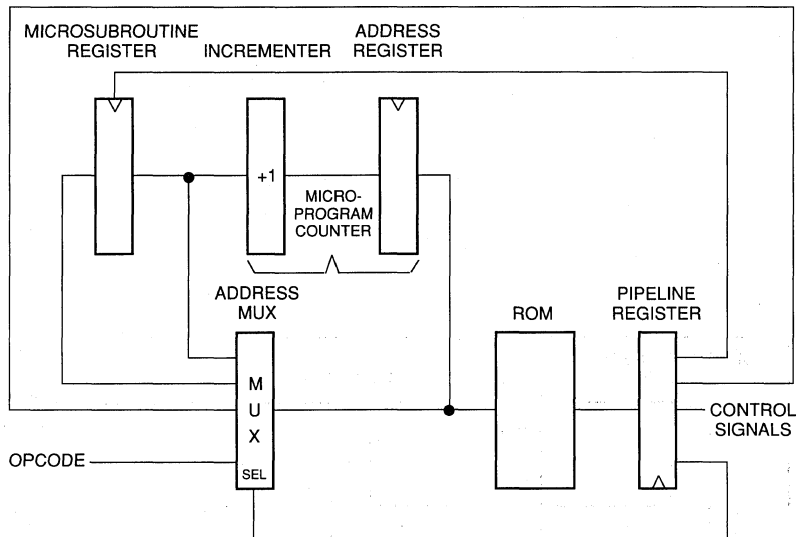 MICROSUBROUTINE
REGISTER
INCREMENTER
ADDRESS
REGISTER
+1
MICRO-
PROGRAM
COUNTER
ADDRESS
MUX
M
U
X
SEL
OPCODE
ROM
PIPELINE
REGISTER
CONTROL
SIGNALS